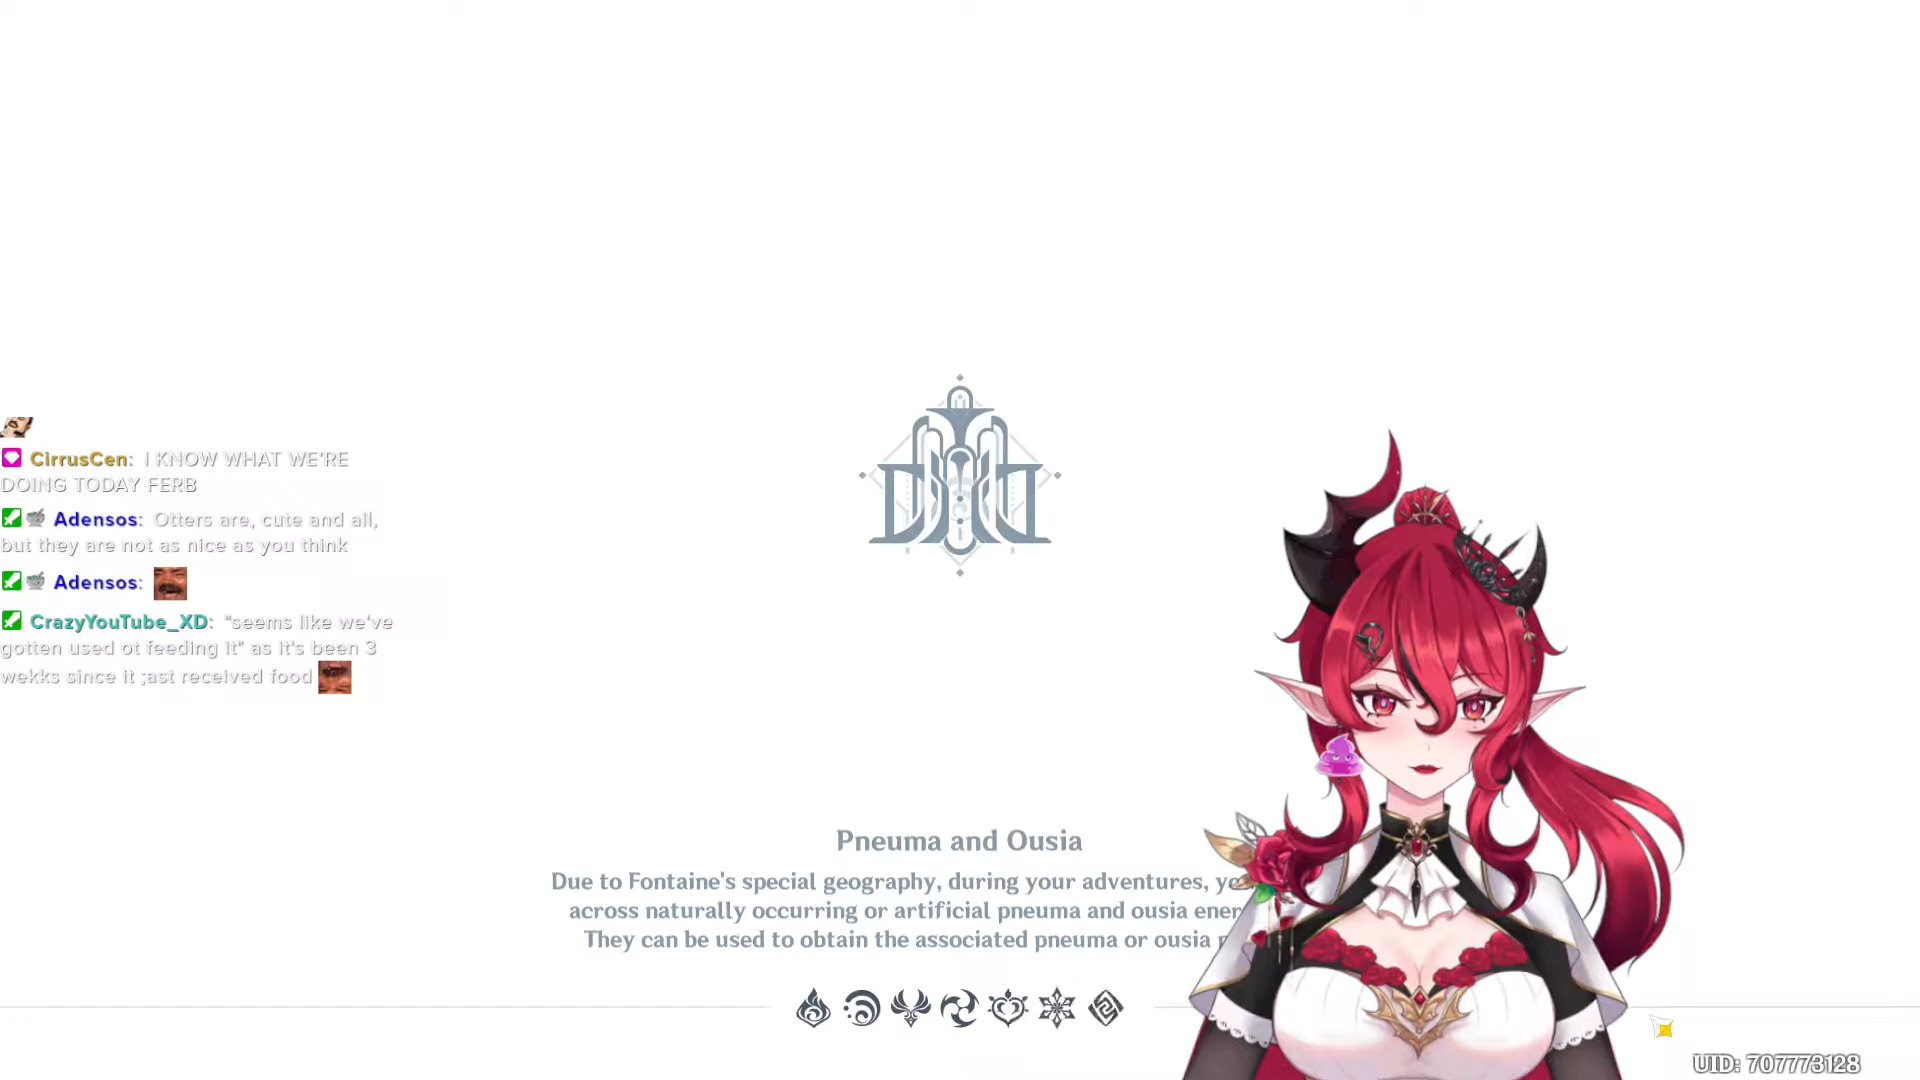 CirrusCen: I KNOW WHAT WE'RE
DOING TODAY FERB
Adensos: Otters are, cute and all,
but they are not as nice as you think
Adensos:
CrazyYouTube_XD: "seems like we've
gotten used ot feeding it" as it's been 3
wekks since it ;ast received food
Pneuma and Ousia
Due to Fontaine's special geography, during your adventures,
across naturally occurring or artificial pneuma and ousia
They can be used to obtain the associated pneuma or ousia
UID: 707773128